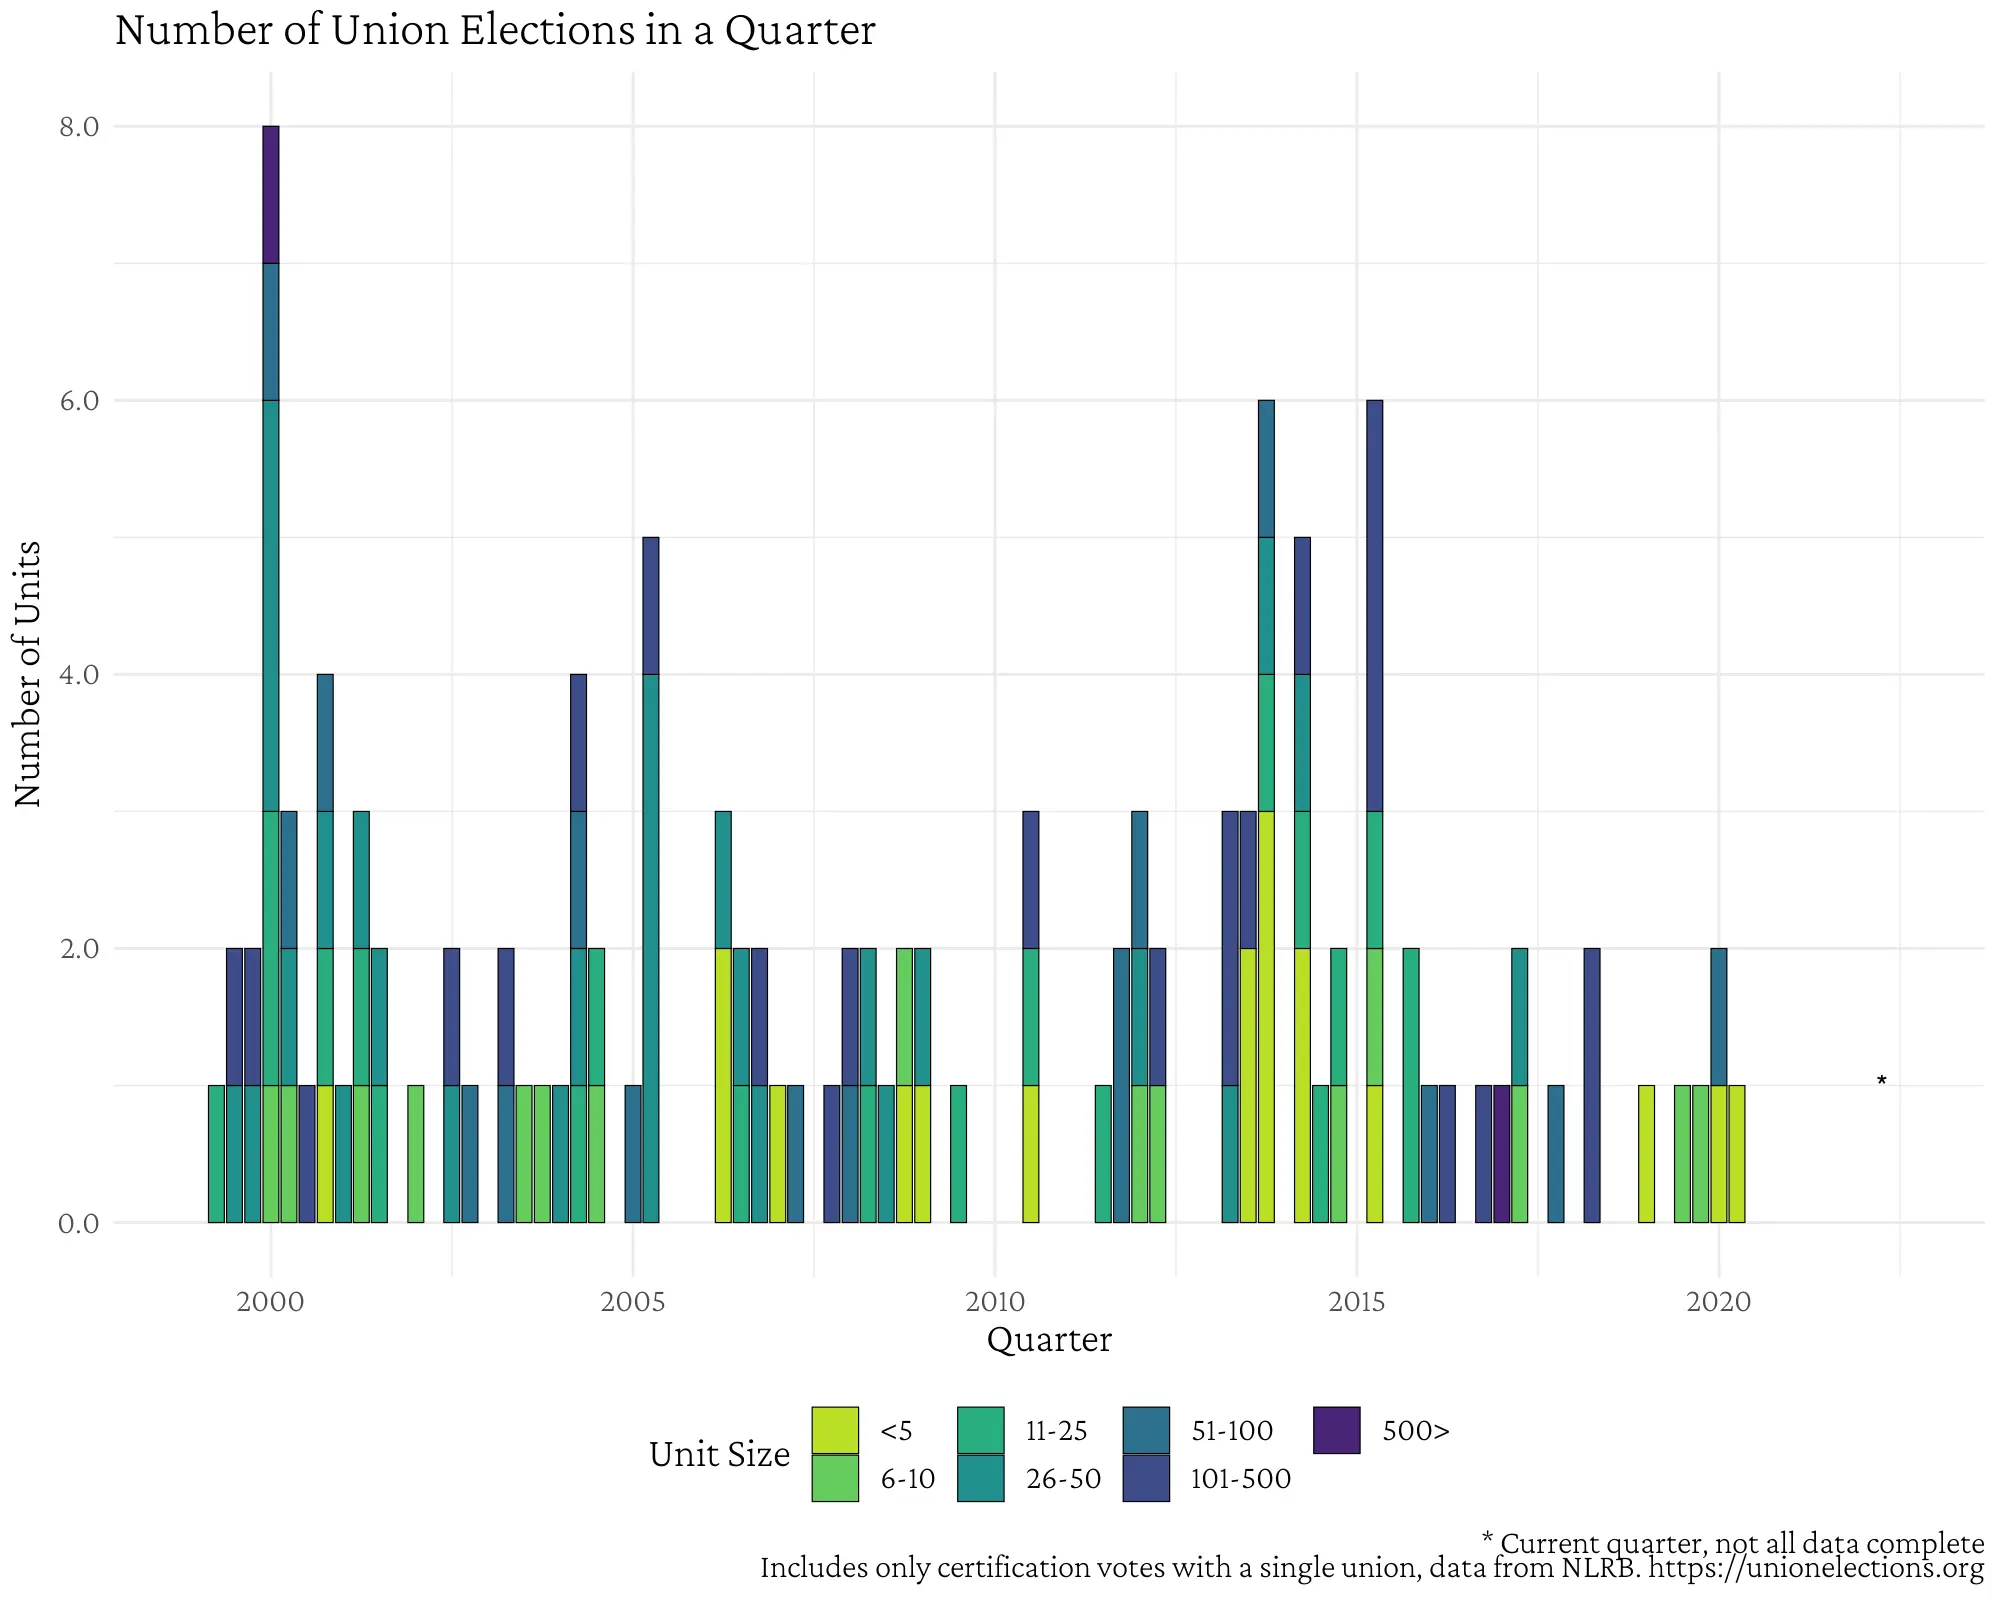 Number of Union Elections in a Quarter
Number of Units
8.0
6.0
4.0
2.0
0.0
*
2000 2005 2010 2015 2020
Quarter
Unit Size
<5 11-25 51-100 500>
6-10 26-50 101-500
* Current quarter, not all data complete
Includes only certification votes with a single union, data from NLRB. https://unionelections.org